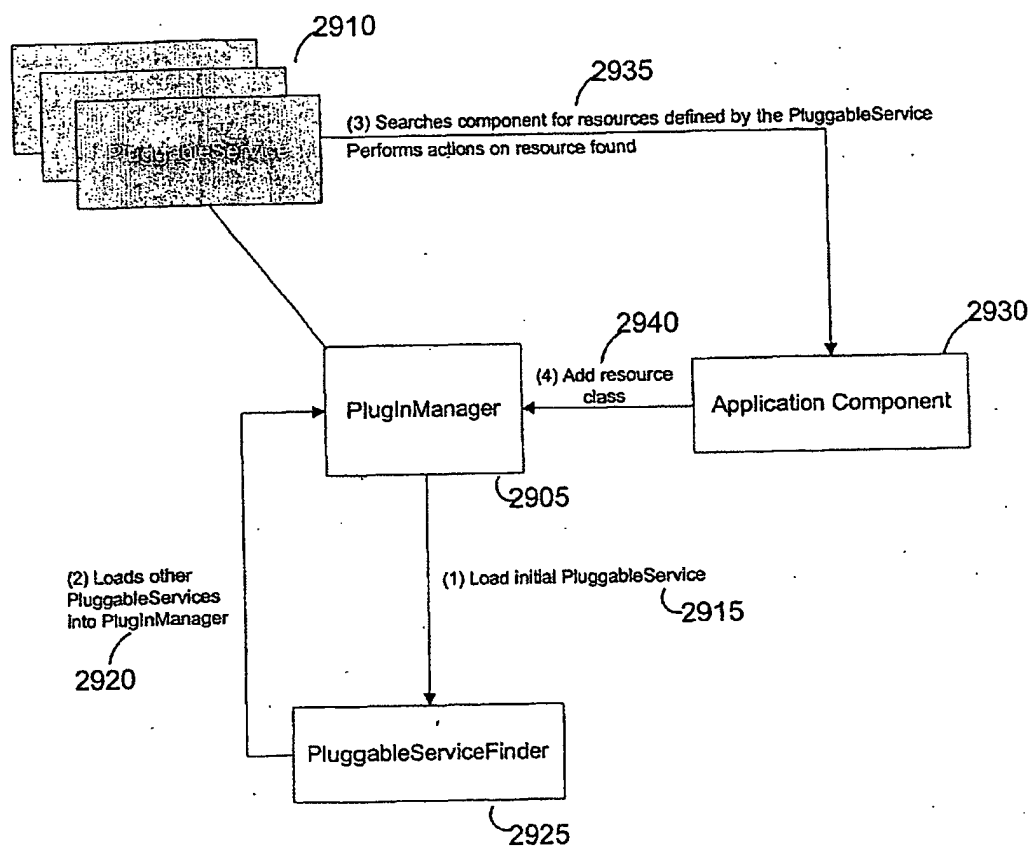 2910
2935
(3) Searches component for resources defined by the PluggableService
Performs actions on resource found
PluggableService
2940
2930
(4) Add resource
class
PlugInManager
Application Component
2905
(2) Loads other
PluggableServices
into PlugInManager
(1) Load initial PluggableService
2915
2920
PluggableServiceFinder
2925